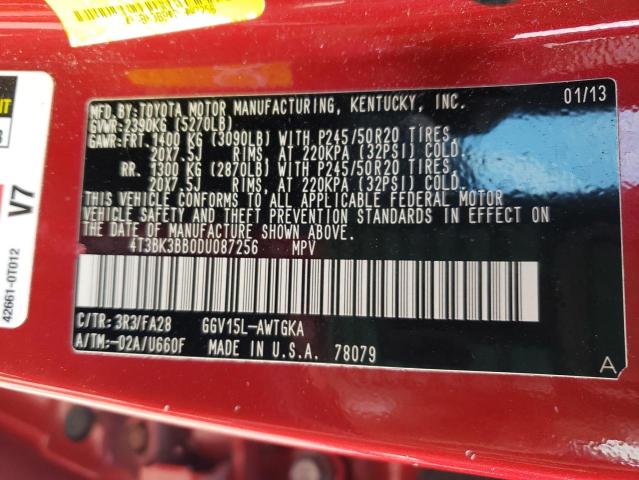 MFD. BY: TOYOTA MOTOR MANUFACTURING, KENTUCKY, INC. 01/13
GVWR: 2390KG (5270LB)
GAWR: FRT. 1400 KG (3090LB) WITH P245/50R20 TIRES,
20X7.5J RIMS, AT 220KPA (32PSI) COLD.
RR. 1300 KG (2870LB) WITH P245/50R20 TIRES,
20X7.5J RIMS, AT 220KPA (32PSI) COLD.
THIS VEHICLE CONFORMS TO ALL APPLICABLE FEDERAL MOTOR
VEHICLE SAFETY AND THEFT PREVENTION STANDARDS IN EFFECT ON
THE DATE OF MANUFACTURE SHOWN ABOVE.
4T3BK3BB0DU087256 MPV
C/TR: 3R3/FA28 GGV15L-AWTGKA
A/TM:-02A/U660F MADE IN U.S.A. 78079
A
V7
42661-0T012